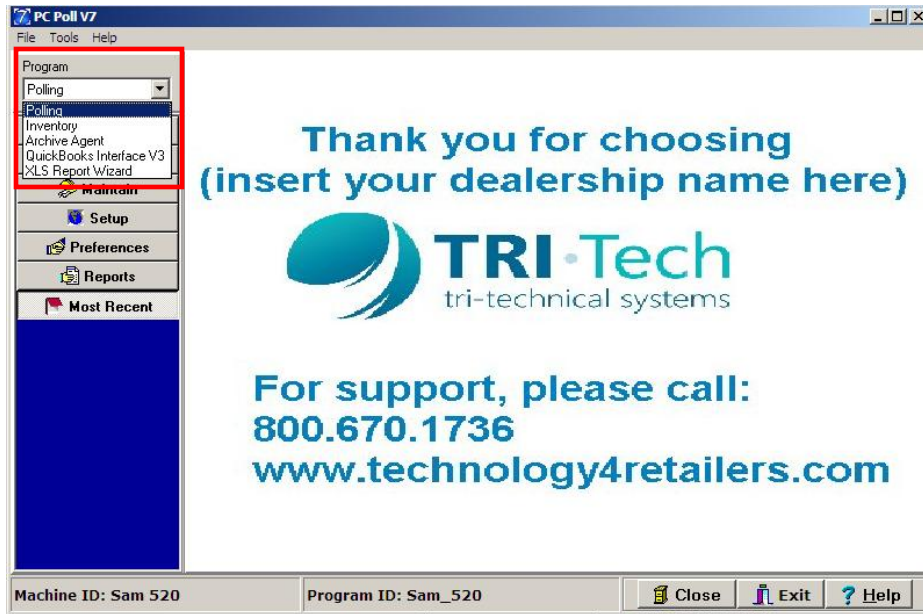 PC Poll V7
File Tools Help
Program
Polling
Polling
Inventory
Archive Agent
QuickBooks Interface V3
XLS Report Wizard
Maintain
Setup
Preferences
Reports
Most Recent
Thank you for choosing
(insert your dealership name here)
TRI·Tech
tri-technical systems
For support, please call:
800.670.1736
www.technology4retailers.com
Machine ID: Sam 520 Program ID: Sam_520 Close Exit ? Help